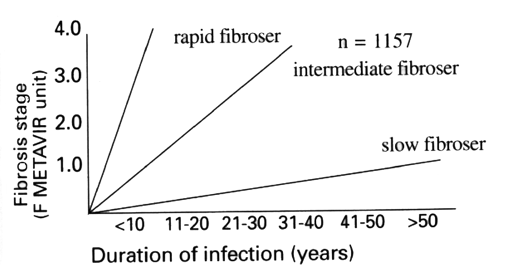 4.0
3.0
2.0
1.0
Fibrosis stage
(F METAVIR unit)
rapid fibroser
n = 1157
intermediate fibroser
slow fibroser
<10 11-20 21-30 31-40 41-50 >50
Duration of infection (years)